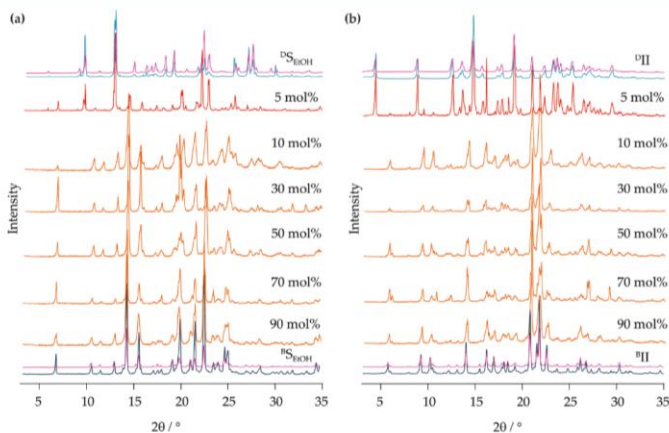 (a)
ᴰS_EtOH
5 mol%
10 mol%
30 mol%
50 mol%
70 mol%
90 mol%
ᴮS_EtOH
Intensity
5 10 15 20 25 30 35
2θ / °
(b)
ᴰII
5 mol%
10 mol%
30 mol%
50 mol%
70 mol%
90 mol%
ᴮII
Intensity
5 10 15 20 25 30 35
2θ / °